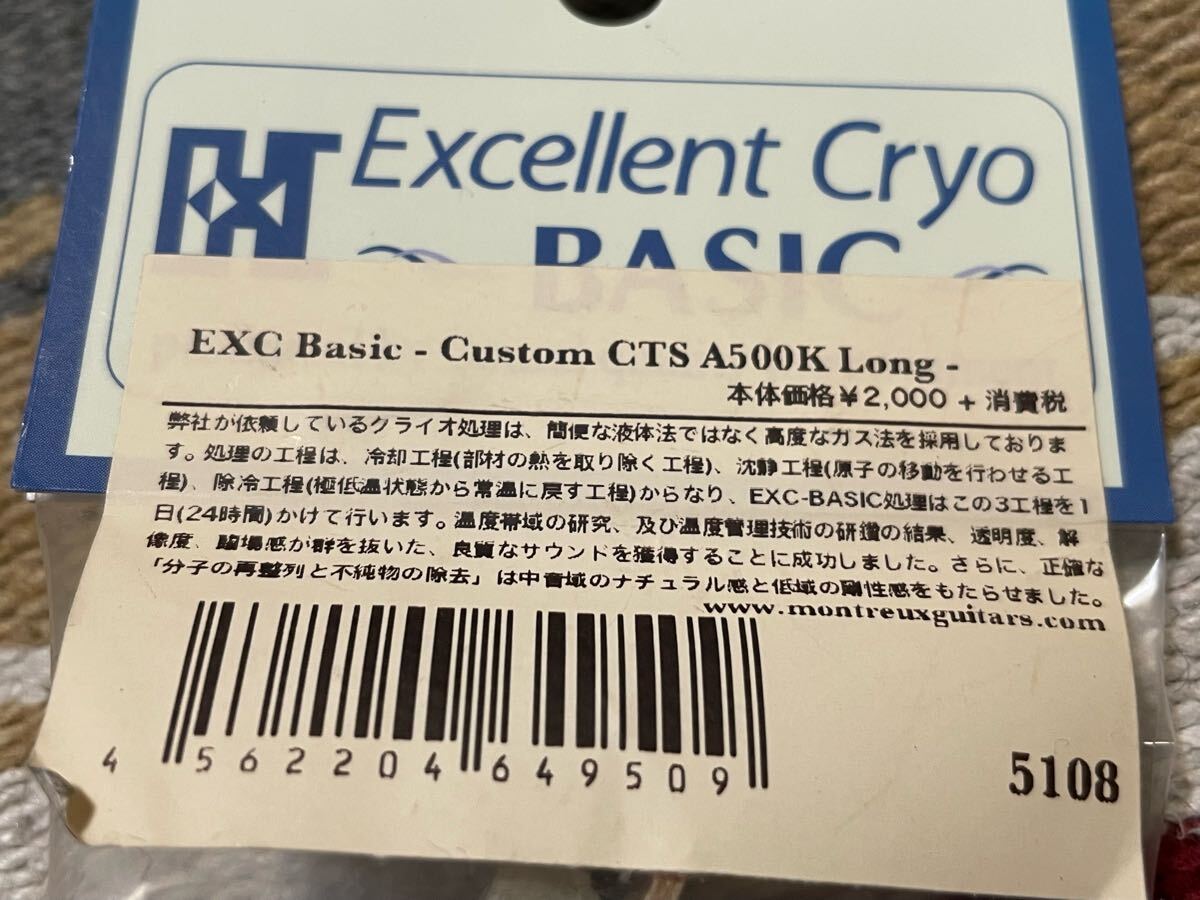 Excellent Cryo
BASIC
EXC Basic - Custom CTS A500K Long -
本体価格¥2,000 + 消費税
弊社が依頼しているクライオ処理は、簡便な液体法ではなく高度なガス法を採用しておりま
す。処理の工程は、冷却工程(部材の熱を取り除く工程)、沈静工程(原子の移動を行わせる工
程)、除冷工程(極低温状態から常温に戻す工程)からなり、EXC-BASIC処理はこの3工程を1
日(24時間)かけて行います。温度帯域の研究、及び温度管理技術の研鑽の結果、透明度、解
像度、臨場感が群を抜いた、良質なサウンドを獲得することに成功しました。さらに、正確な
「分子の再整列と不純物の除去」は中音域のナチュラル感と低域の剛性感をもたらせました。
www.montreuxguitars.com
4 562204 649509
5108